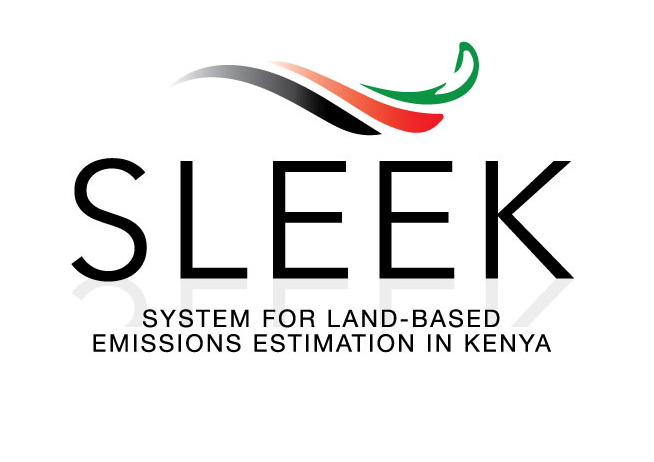 SLEEK
SYSTEM FOR LAND-BASED
EMISSIONS ESTIMATION IN KENYA